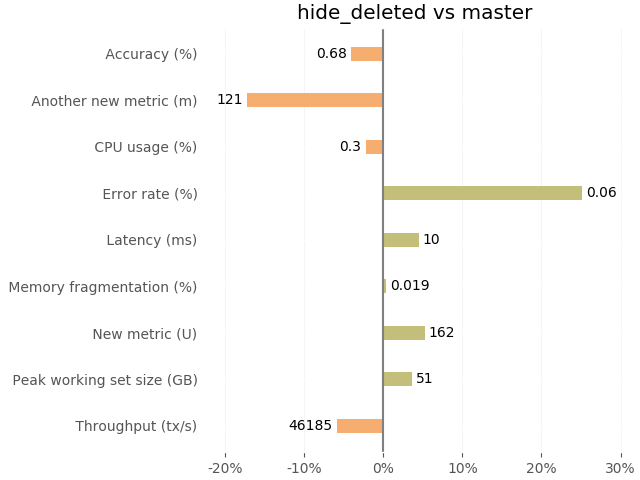 hide_deleted vs master
Accuracy (%) 0.68
Another new metric (m) 121
CPU usage (%) 0.3
Error rate (%) 0.06
Latency (ms) 10
Memory fragmentation (%) 0.019
New metric (U) 162
Peak working set size (GB) 51
Throughput (tx/s) 46185
-20% -10% 0% 10% 20% 30%